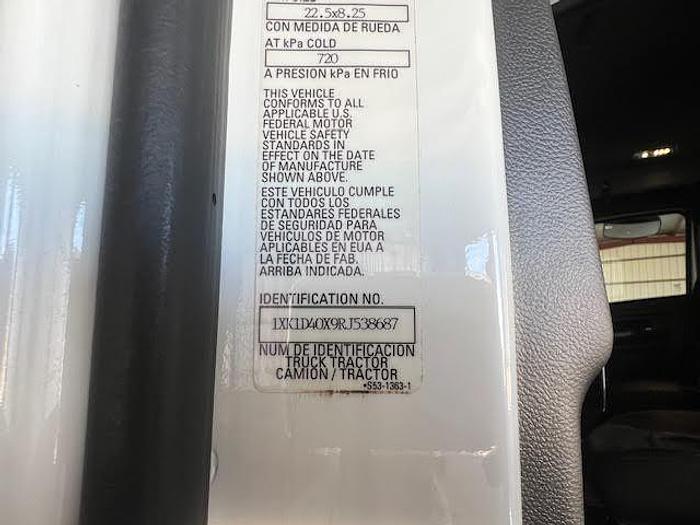 22.5x8.25
CON MEDIDA DE RUEDA
AT kPa COLD
720
A PRESION kPa EN FRIO
THIS VEHICLE
CONFORMS TO ALL
APPLICABLE U.S.
FEDERAL MOTOR
VEHICLE SAFETY
STANDARDS IN
EFFECT ON THE DATE
OF MANUFACTURE
SHOWN ABOVE.
ESTE VEHICULO CUMPLE
CON TODOS LOS
ESTANDARES FEDERALES
DE SEGURIDAD PARA
VEHICULOS DE MOTOR
APLICABLES EN EUA A
LA FECHA DE FAB.
ARRIBA INDICADA.
IDENTIFICATION NO.
1XK1D40X9RJ538687
NUM DE IDENTIFICACION
TRUCK TRACTOR
CAMION / TRACTOR
*S53-1363-1